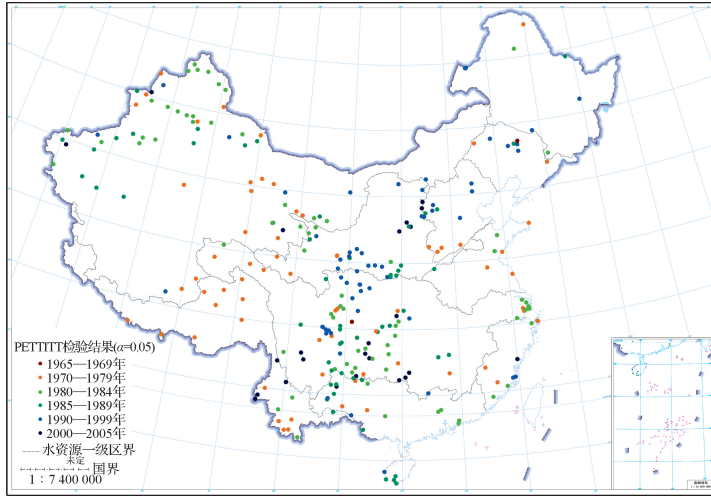 PETTITT检验结果(α=0.05)
1965—1969年
1970—1979年
1980—1984年
1985—1989年
1990—1999年
2000—2005年
水资源一级区界
未定
国界
1：7 400 000